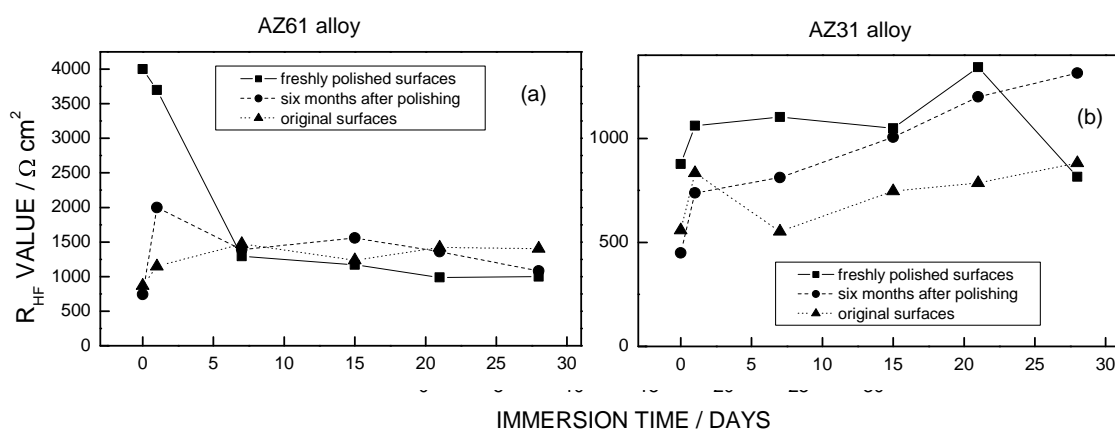 AZ61 alloy
AZ31 alloy
R_HF VALUE / Ω cm²
4000
3500
3000
2500
2000
1500
1000
500
0
freshly polished surfaces
six months after polishing
original surfaces
(a)
0 5 10 15 20 25 30
1000
500
0
(b)
freshly polished surfaces
six months after polishing
original surfaces
0 5 10 15 20 25 30
IMMERSION TIME / DAYS